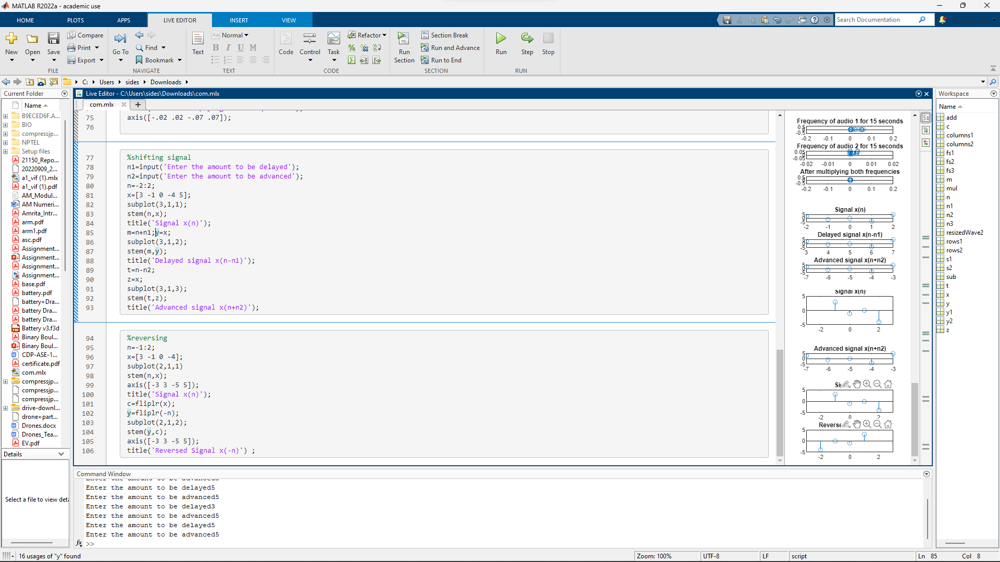 MATLAB R2022a - academic use
HOME PLOTS APPS LIVE EDITOR INSERT VIEW
Search Documentation
New
Open
Save
Compare
Print
Export
FILE
Go To
Find
Bookmark
NAVIGATE
Text
Aa Normal
B I U M
TEXT
Code
Control
Task
Refactor
CODE
Run Section
Section Break
Run and Advance
Run to End
SECTION
Run
Step
Stop
RUN
C: Users sides Downloads
Current Folder
Name
B9ECED6F.A...
BIO
compressjp...
NPTEL
Setup files
21150_Repo...
20220909_2...
a1_vif (1).mlx
a1_vif (1).pdf
AM_Modul...
AM Numeri...
Amrita_Intr...
arm.pdf
arm1.pdf
asc.pdf
Assignment...
Assignment...
Assignment...
Assignment...
base.pdf
battery.pdf
battery+Dra...
battery Dra...
battery Dra...
Battery v3.f3d
Binary Boul...
Binary Boul...
CDP-ASE-1...
certificate.pdf
com.mlx
compressjp...
compressjp...
compressjp...
drive-downl...
drone+part...
Drones.docx
Drones_Tea...
EV.pdf
Details
Select a file to view deta
Live Editor - C:\Users\sides\Downloads\com.mlx
com.mlx
75 axis([-.02 .02 -.07 .07]);
76
77 %shifting signal
78 n1=input('Enter the amount to be delayed');
79 n2=input('Enter the amount to be advanced');
80 n=-2:2;
81 x=[3 -1 0 -4 5];
82 subplot(3,1,1);
83 stem(n,x);
84 title('Signal x(n)');
85 m=n+n1;y=x;
86 subplot(3,1,2);
87 stem(m,y);
88 title('Delayed signal x(n-n1)');
89 t=n-n2;
90 z=x;
91 subplot(3,1,3);
92 stem(t,z);
93 title('Advanced signal x(n+n2)');
94 %reversing
95 n=-1:2;
96 x=[3 -1 0 -4];
97 subplot(2,1,1)
98 stem(n,x);
99 axis([-3 3 -5 5]);
100 title('Signal x(n)');
101 c=fliplr(x);
102 y=fliplr(-n);
103 subplot(2,1,2);
104 stem(y,c);
105 axis([-3 3 -5 5]);
106 title('Reversed Signal x(-n)') ;
Frequency of audio 1 for 15 seconds
0.5
0
-0.5
-0.2 -0.1 0 0.1 0.2
Frequency of audio 2 for 15 seconds
0.05
0
-0.05
-0.02 -0.01 0 0.01 0.02
After multiplying both frequencies
0.5
0
-0.5
-0.2 -0.1 0 0.1 0.2
Signal x(n)
5
0
-5
-2 -1 0 1 2
Delayed signal x(n-n1)
5
0
-5
3 4 5 6 7
Advanced signal x(n+n2)
5
0
-5
-7 -6 -5 -4 -3
Signal x(n)
5
0
-5
-2 0 2
Advanced signal x(n+n2)
5
0
-5
-7 -6 -5 -4 -3
Si
5
0
-5
-2 0 2
Reverse
5
0
-5
-2 0 2
Workspace
Name
add
c
columns1
columns2
fs1
fs2
fs3
m
mul
n
n1
n2
n3
resizedWave2
rows1
rows2
s1
s2
sub
t
x
y
y1
y2
z
Command Window
Enter the amount to be delayed5
Enter the amount to be advanced5
Enter the amount to be delayed3
Enter the amount to be advanced5
Enter the amount to be delayed5
Enter the amount to be advanced5
fx >>
16 usages of "y" found
Zoom: 100% UTF-8 LF script Ln 85 Col 8